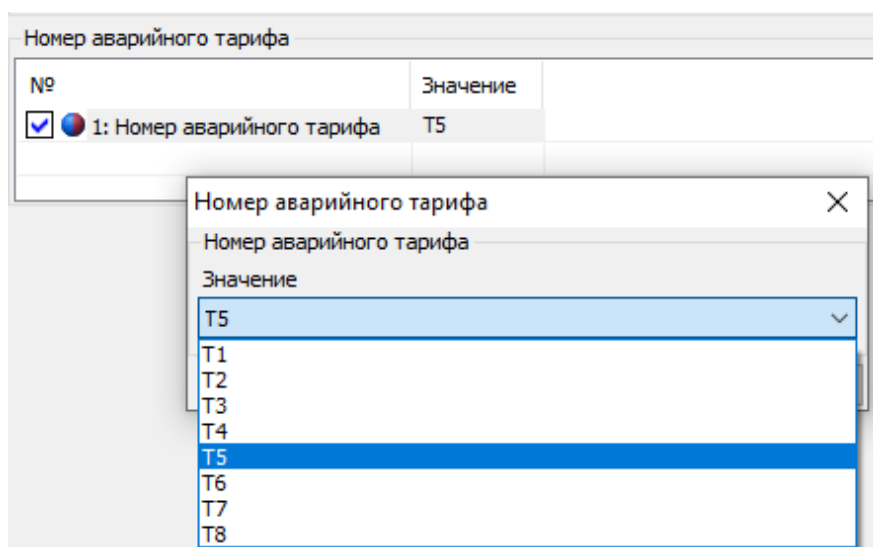 Номер аварийного тарифа
№ Значение
1: Номер аварийного тарифа T5
Номер аварийного тарифа
Номер аварийного тарифа
Значение
T5
T1
T2
T3
T4
T5
T6
T7
T8